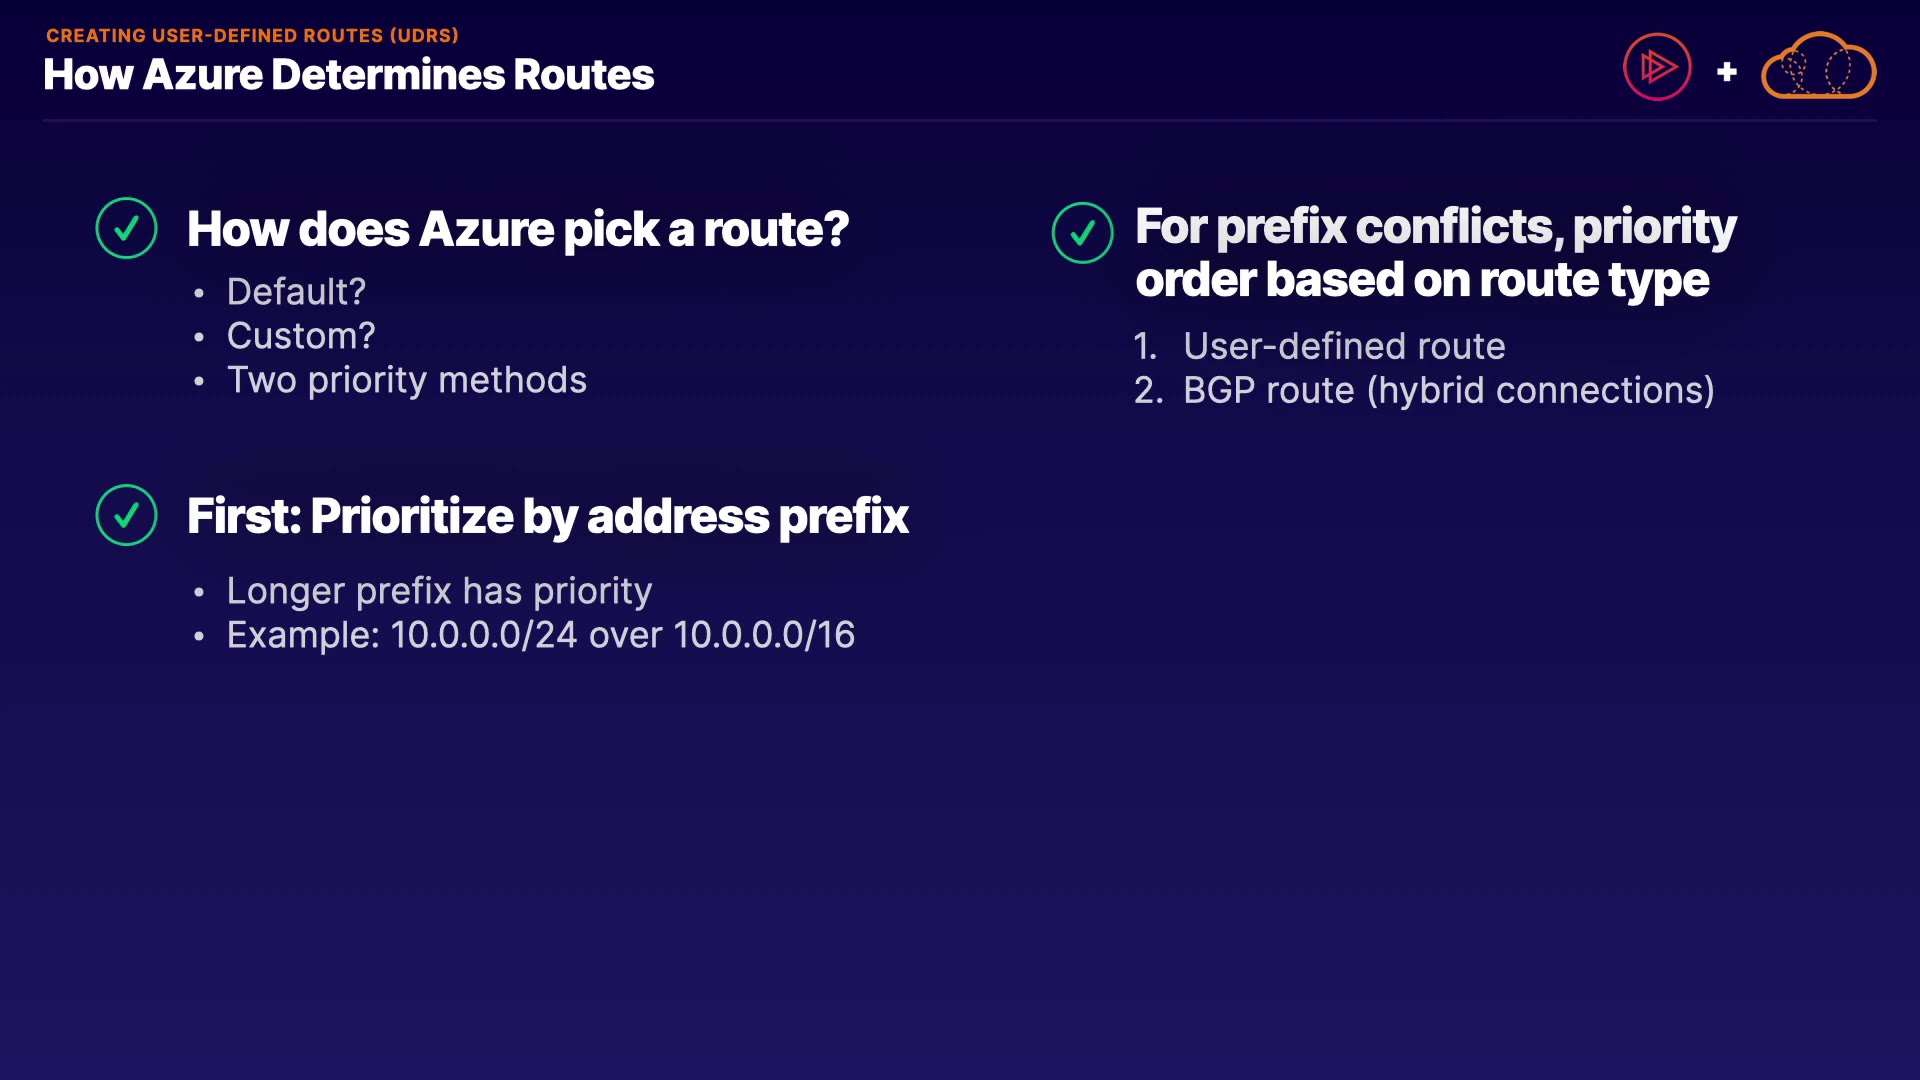 CREATING USER-DEFINED ROUTES (UDRS)
How Azure Determines Routes
+
How does Azure pick a route?
• Default?
• Custom?
• Two priority methods
First: Prioritize by address prefix
• Longer prefix has priority
• Example: 10.0.0.0/24 over 10.0.0.0/16
For prefix conflicts, priority
order based on route type
1. User-defined route
2. BGP route (hybrid connections)